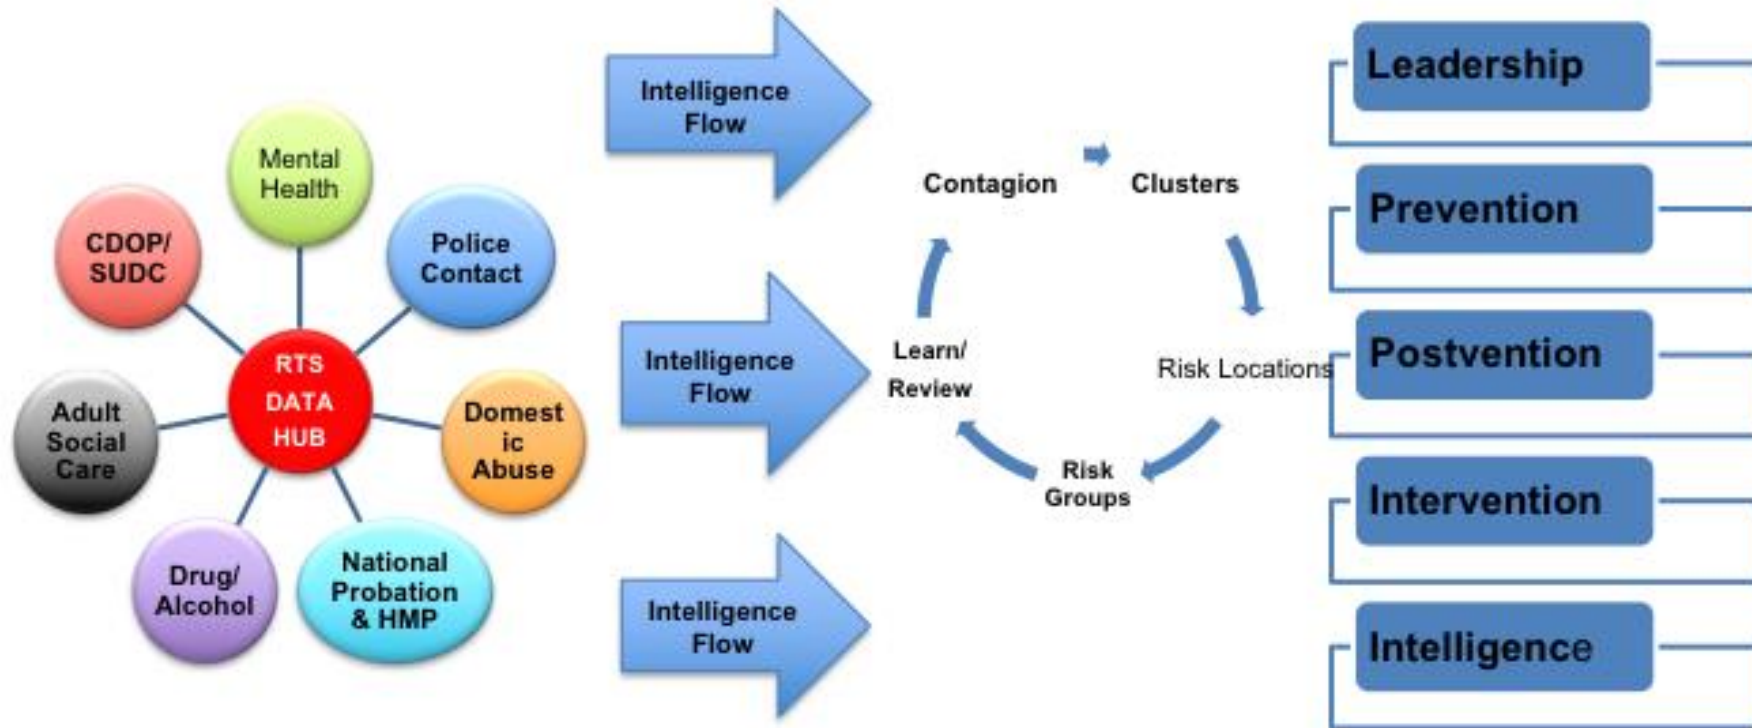 Mental
Health
CDOP/
SUDC
Police
Contact
RTS
DATA
HUB
Adult
Social
Care
Domest
ic
Abuse
Drug/
Alcohol
National
Probation
& HMP
Intelligence
Flow
Intelligence
Flow
Intelligence
Flow
Contagion
Clusters
Risk Locations
Risk
Groups
Learn/
Review
Leadership
Prevention
Postvention
Intervention
Intelligence